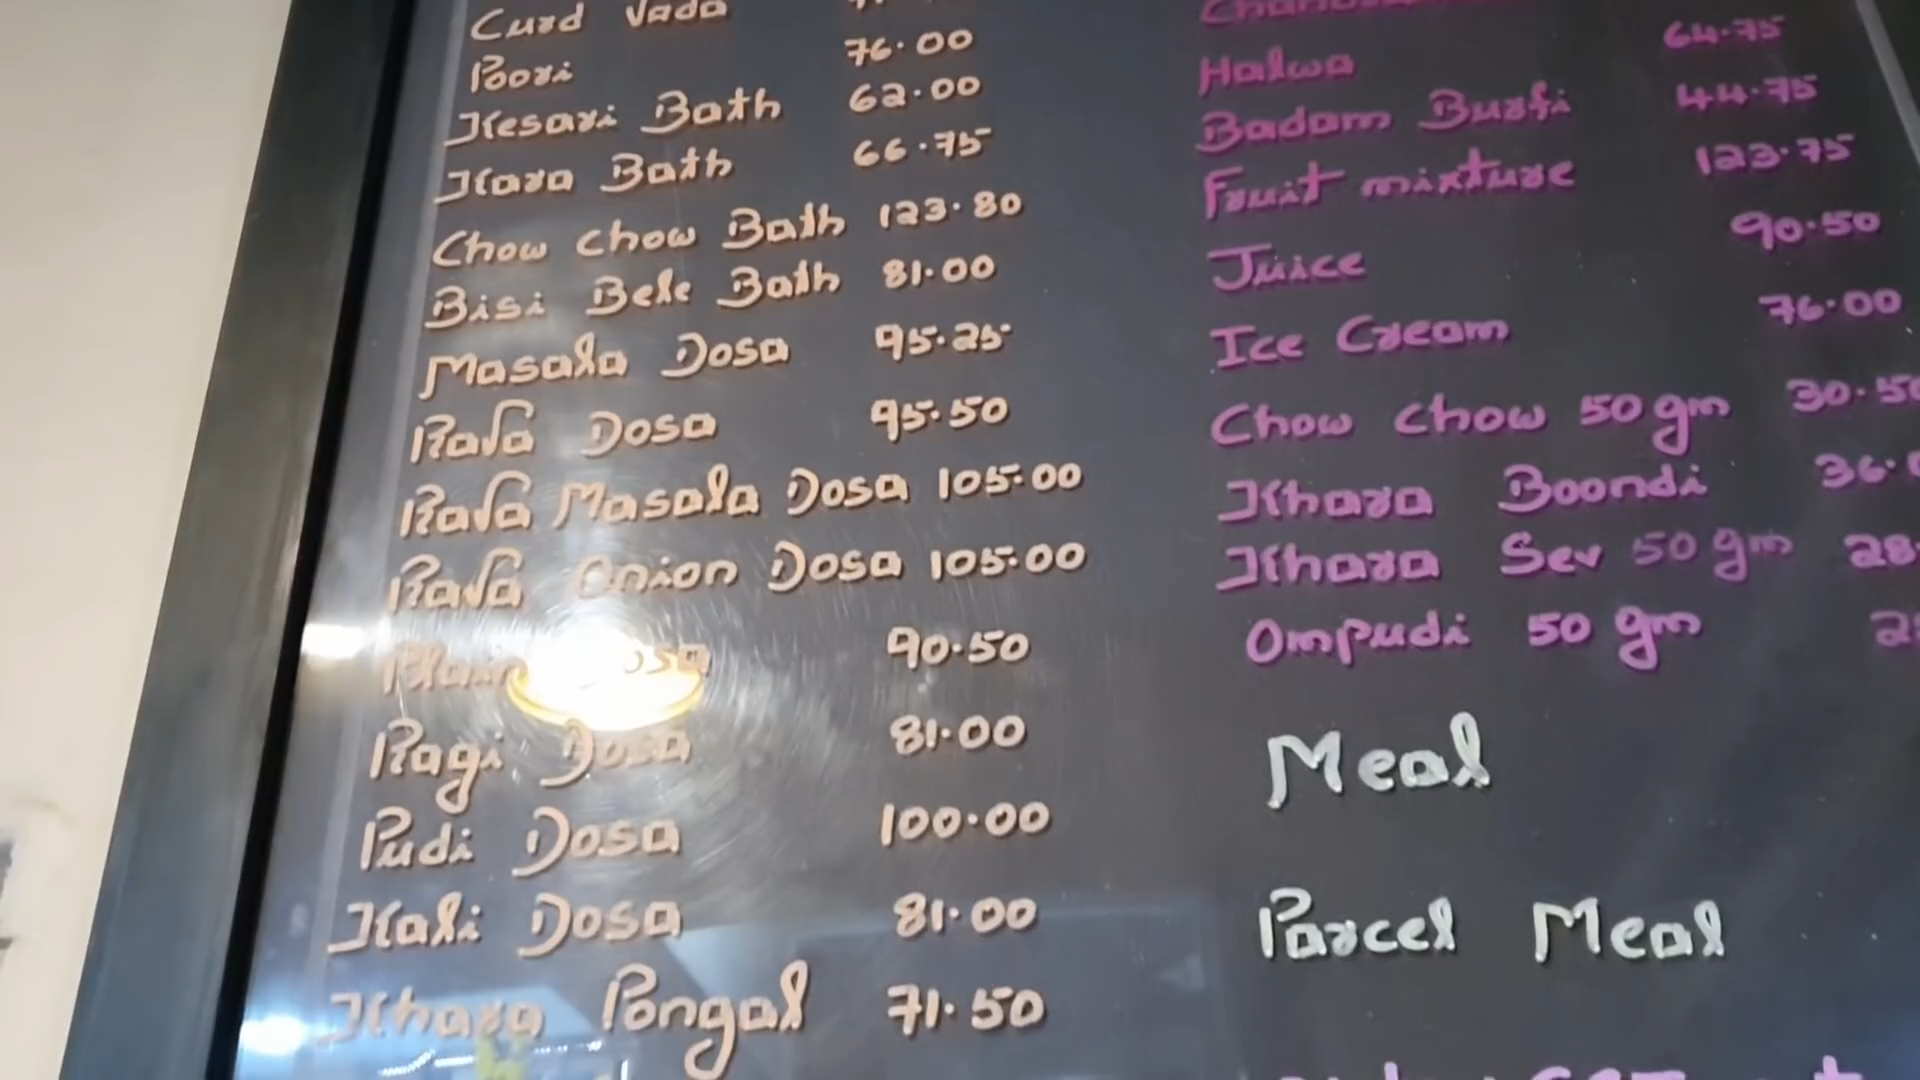 Curd Vada
Poori 76.00
Kesari Bath 62.00
Kara Bath 66.75
Chow Chow Bath 123.80
Bisi Bele Bath 81.00
Masala Dosa 95.25
Rava Dosa 95.50
Rava Masala Dosa 105.00
Rava Onion Dosa 105.00
Plain Dosa 90.50
Ragi Dosa 81.00
Pudi Dosa 100.00
Kali Dosa 81.00
Khara Pongal 71.50
Halwa 64.75
Badam Burfi 44.75
Fruit mixture 123.75
Juice 90.50
Ice Cream 76.00
Chow Chow 50 gm 30.50
Khara Boondi 36.
Khara Sev 50 gm 28.
Ompudi 50 gm
Meal
Parcel Meal